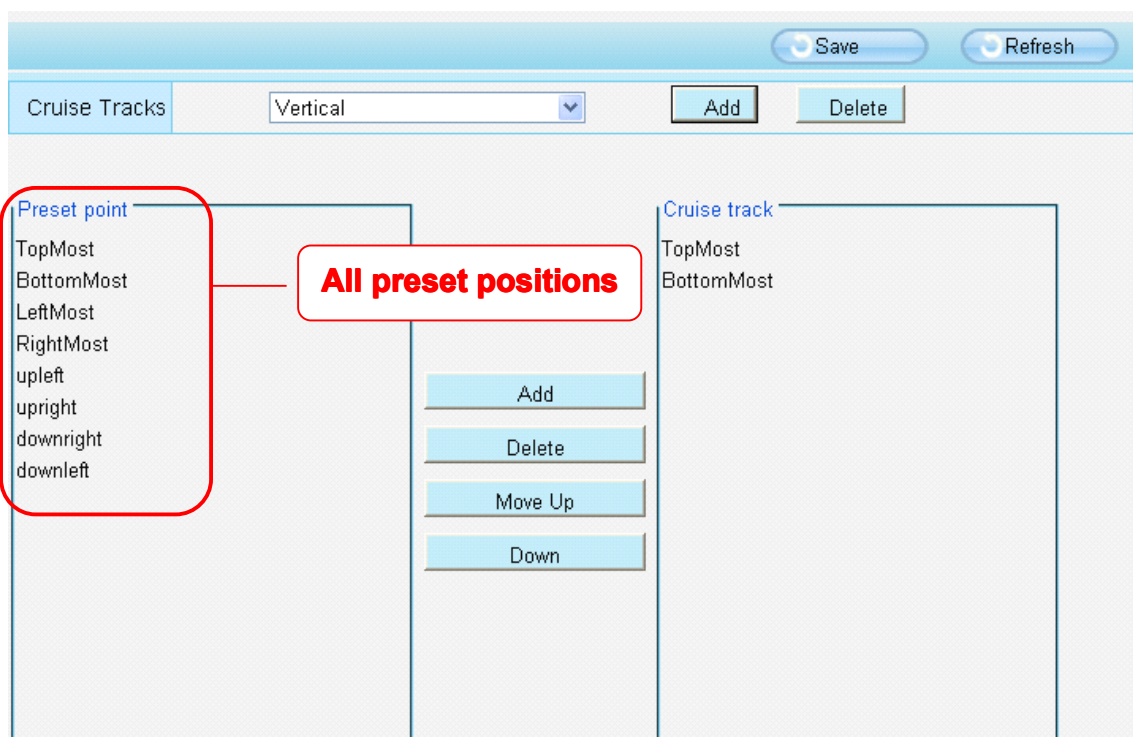 Save Refresh
Cruise Tracks Vertical Add Delete
Preset point
TopMost
BottomMost
LeftMost
RightMost
upleft
upright
downright
downleft
All preset positions
Add
Delete
Move Up
Down
Cruise track
TopMost
BottomMost